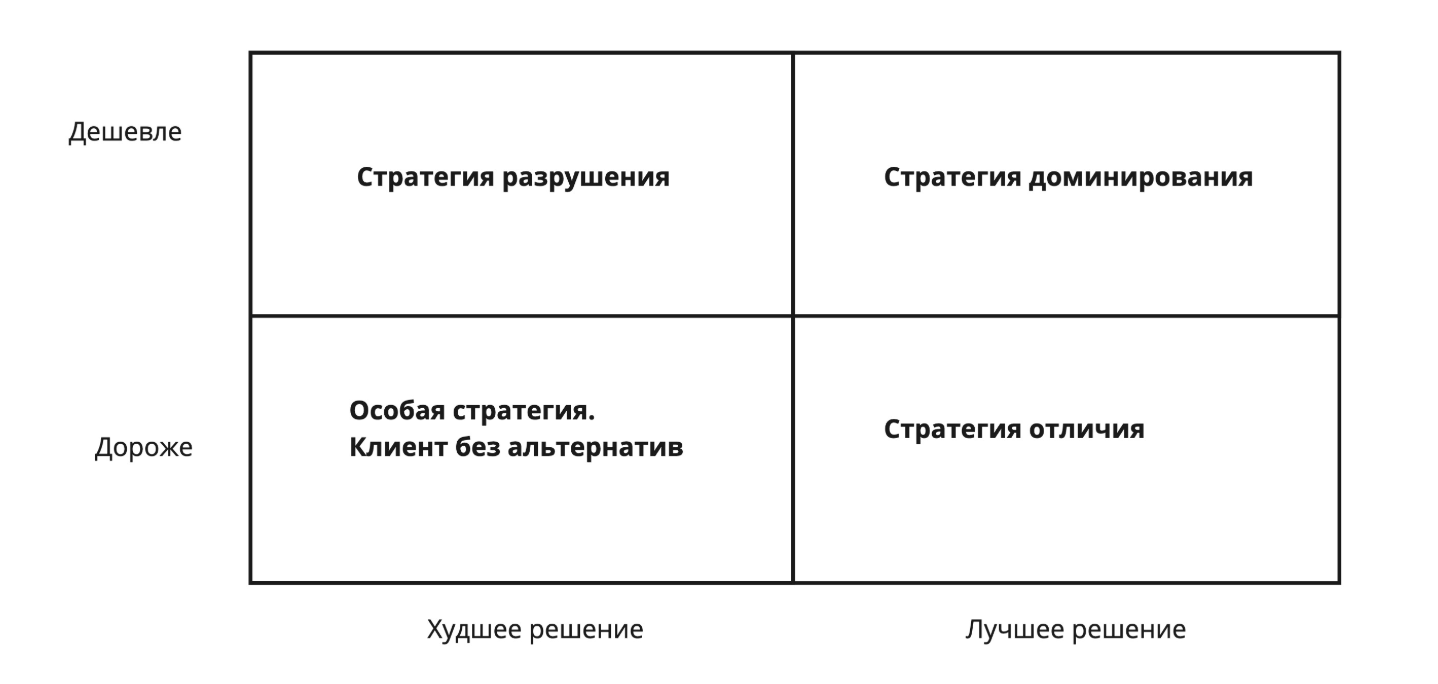 Дешевле
Стратегия разрушения
Стратегия доминирования
Дороже
Особая стратегия.
Клиент без альтернатив
Стратегия отличия
Худшее решение
Лучшее решение